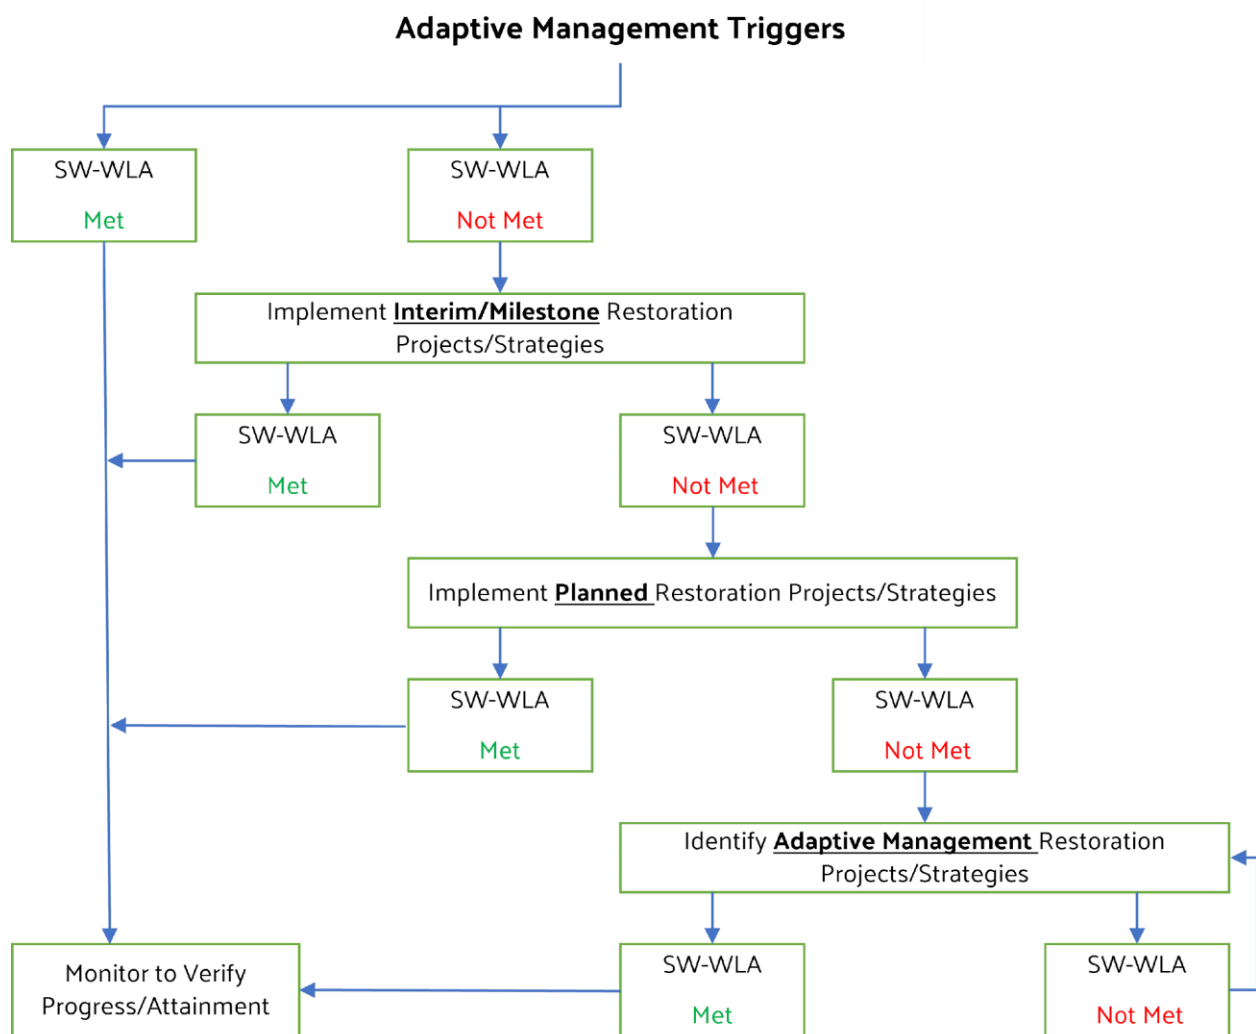 Adaptive Management Triggers
SW-WLA
Met
SW-WLA
Not Met
Implement Interim/Milestone Restoration
Projects/Strategies
SW-WLA
Met
SW-WLA
Not Met
Implement Planned Restoration Projects/Strategies
SW-WLA
Met
SW-WLA
Not Met
Identify Adaptive Management Restoration
Projects/Strategies
Monitor to Verify
Progress/Attainment
SW-WLA
Met
SW-WLA
Not Met